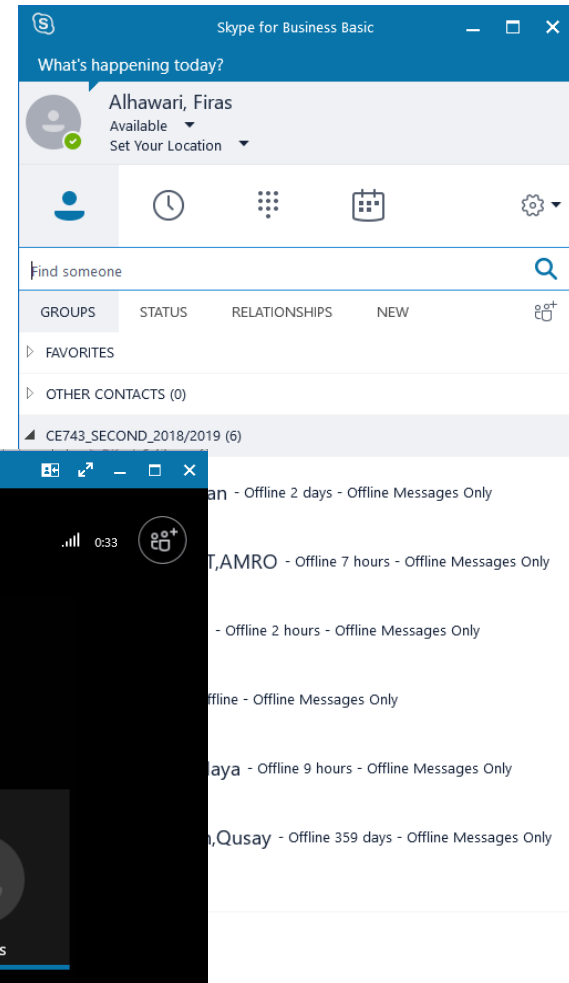 Skype for Business Basic
What's happening today?
Alhawari, Firas
Available
Set Your Location
Find someone
GROUPS STATUS RELATIONSHIPS NEW
FAVORITES
OTHER CONTACTS (0)
CE743_SECOND_2018/2019 (6)
an - Offline 2 days - Offline Messages Only
0:33
T,AMRO - Offline 7 hours - Offline Messages Only
- Offline 2 hours - Offline Messages Only
ffline - Offline Messages Only
laya - Offline 9 hours - Offline Messages Only
,Qusay - Offline 359 days - Offline Messages Only
s